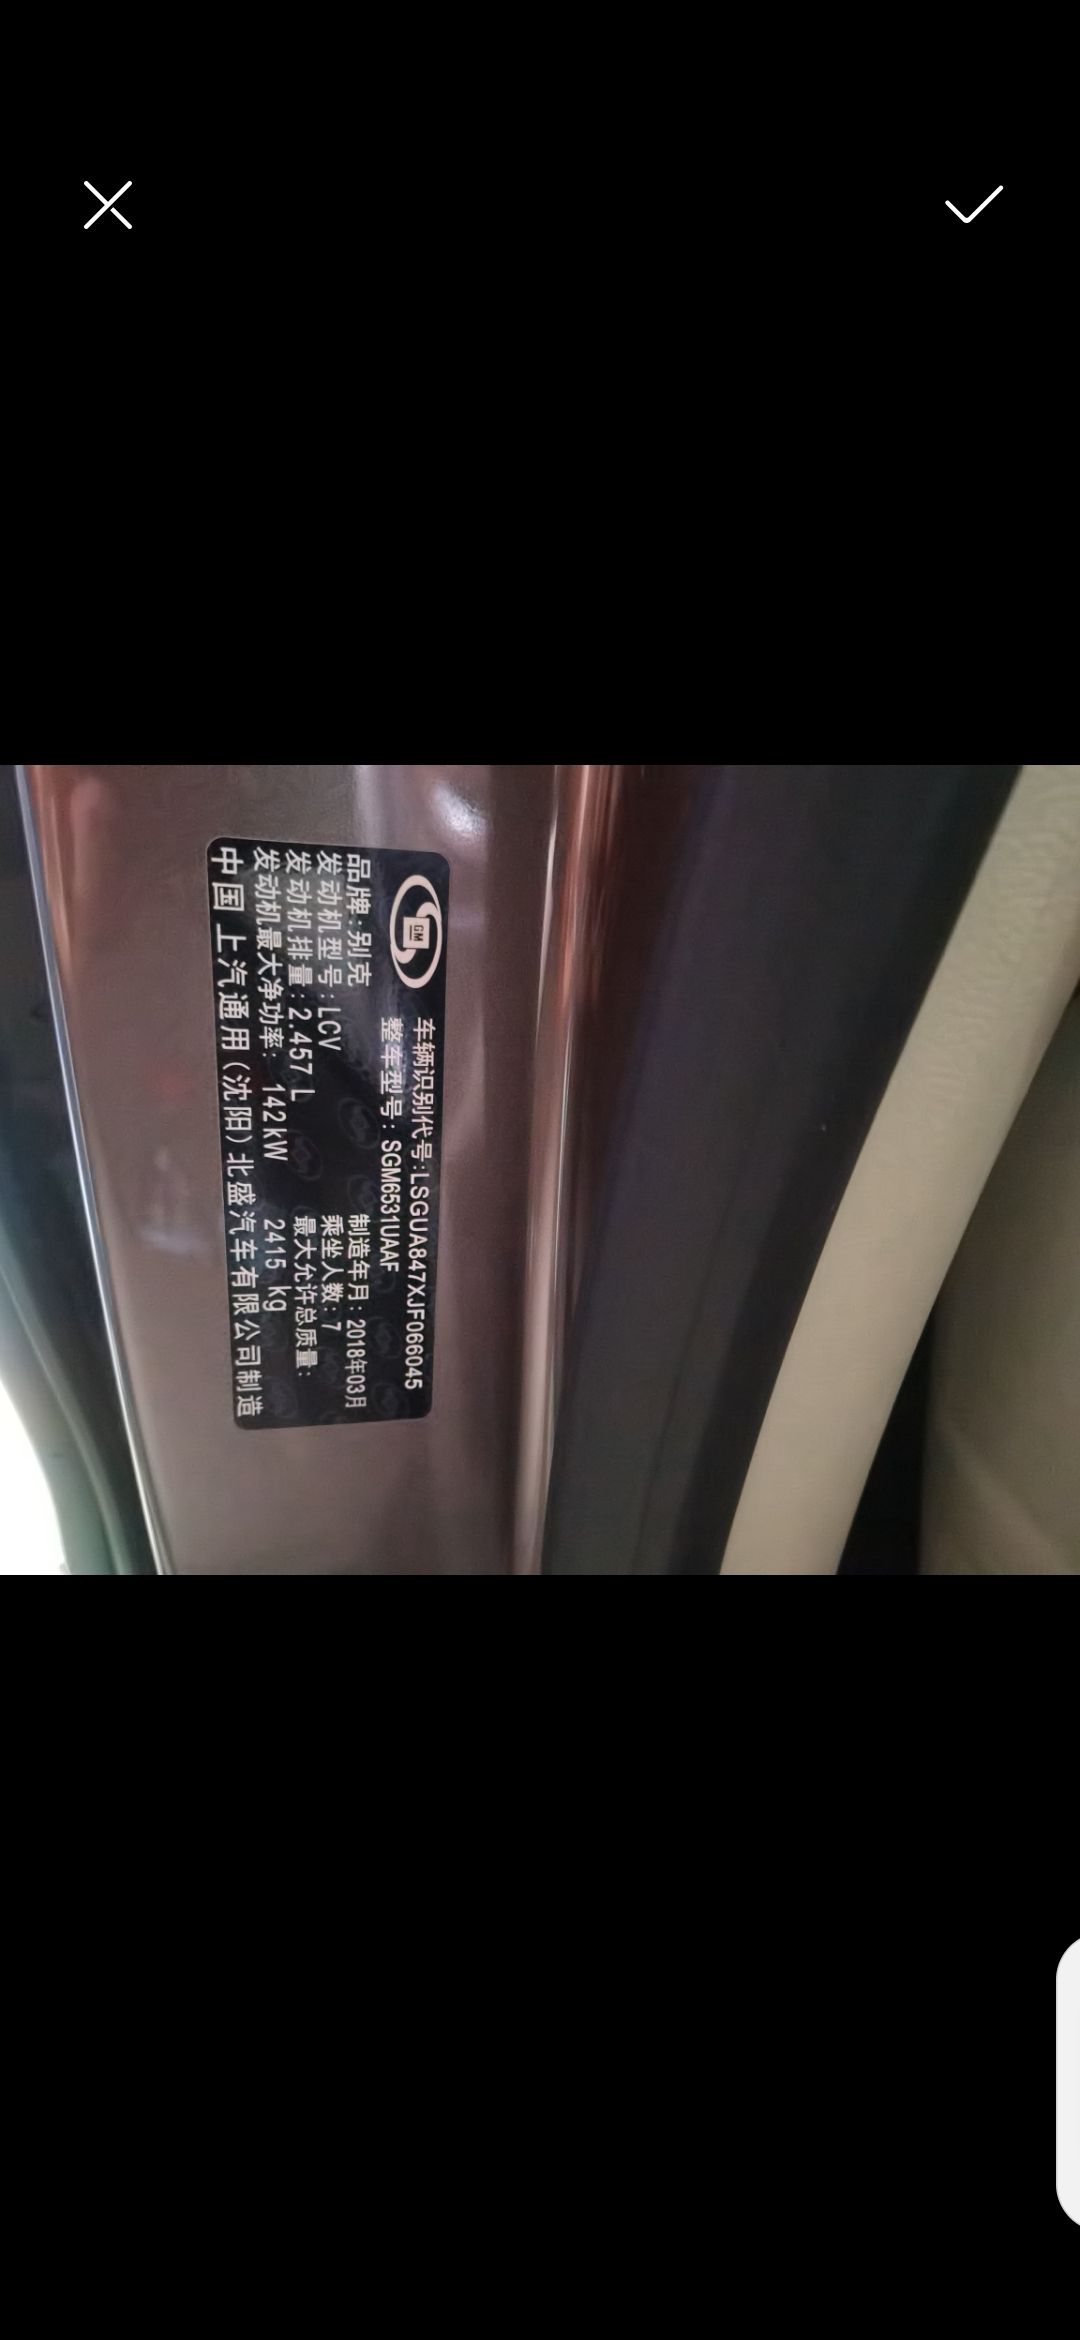 GM
车辆识别代号:LSGUA847XJF066045
整车型号:SGM6531UAAF
品牌:别克 制造年月:2018年03月
发动机型号:LCV 乘坐人数:7
发动机排量:2.457 L 最大允许总质量:
发动机最大净功率: 142kW 2415 kg
中国 上汽通用(沈阳)北盛汽车有限公司制造